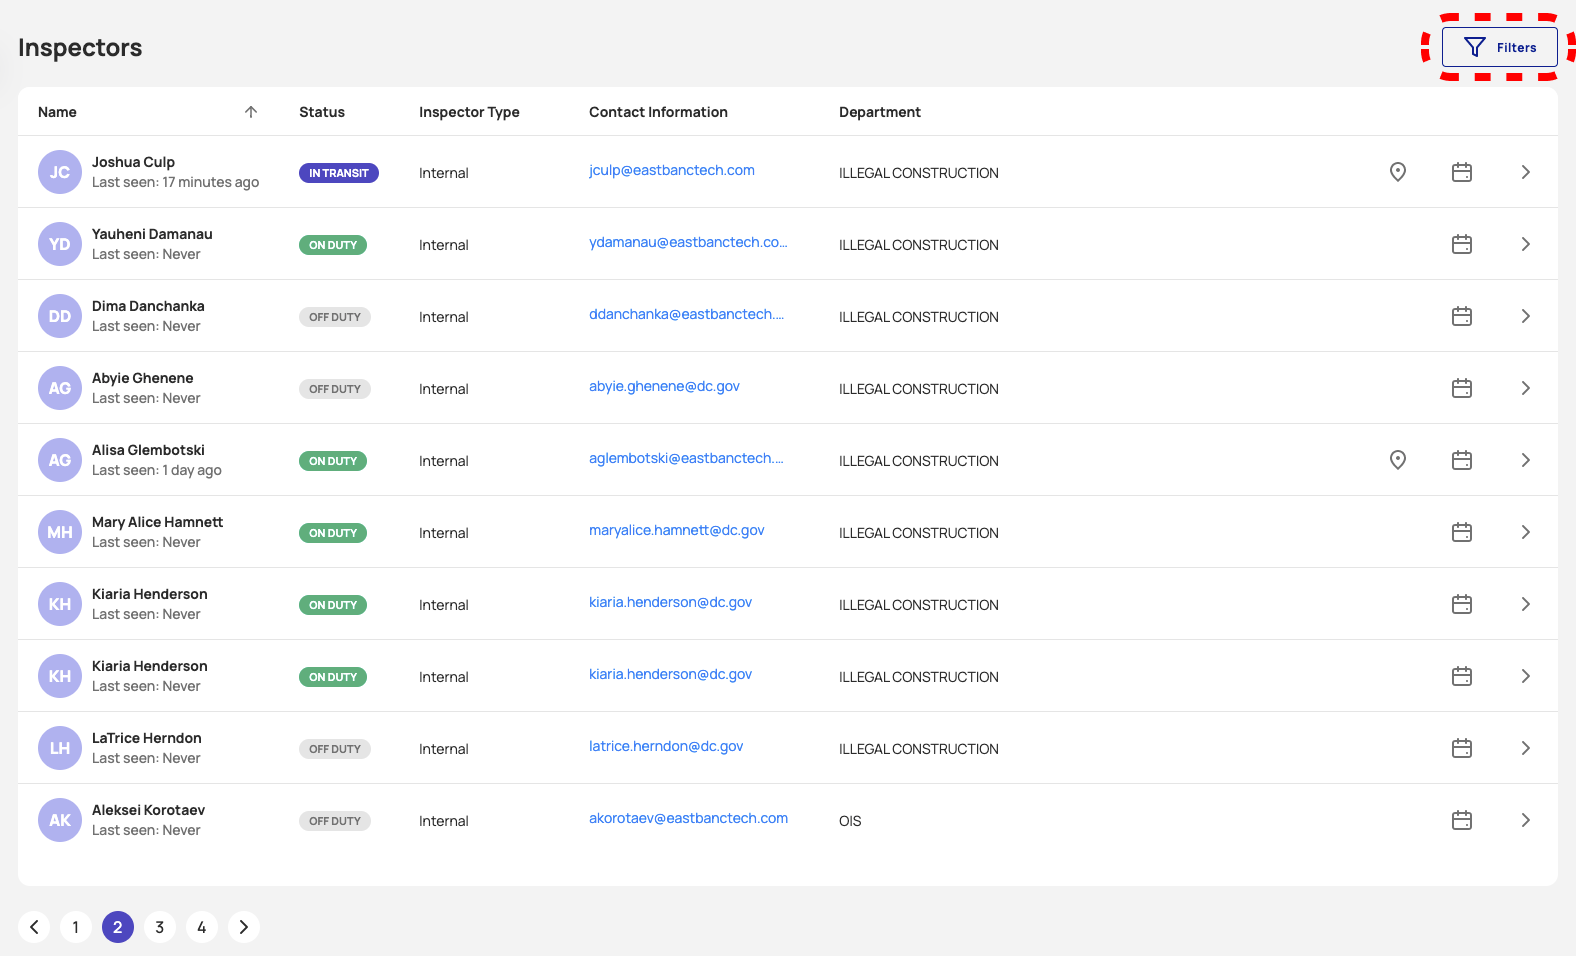 Inspectors
Filters
Name Status Inspector Type Contact Information Department
JC Joshua Culp
Last seen: 17 minutes ago IN TRANSIT Internal jculp@eastbanctech.com ILLEGAL CONSTRUCTION
YD Yauheni Damanau
Last seen: Never ON DUTY Internal ydamanau@eastbanctech.co... ILLEGAL CONSTRUCTION
DD Dima Danchanka
Last seen: Never OFF DUTY Internal ddanchanka@eastbanctech.... ILLEGAL CONSTRUCTION
AG Abyie Ghenene
Last seen: Never OFF DUTY Internal abyie.ghenene@dc.gov ILLEGAL CONSTRUCTION
AG Alisa Glembotski
Last seen: 1 day ago ON DUTY Internal aglembotski@eastbanctech.... ILLEGAL CONSTRUCTION
MH Mary Alice Hamnett
Last seen: Never ON DUTY Internal maryalice.hamnett@dc.gov ILLEGAL CONSTRUCTION
KH Kiaria Henderson
Last seen: Never ON DUTY Internal kiaria.henderson@dc.gov ILLEGAL CONSTRUCTION
KH Kiaria Henderson
Last seen: Never ON DUTY Internal kiaria.henderson@dc.gov ILLEGAL CONSTRUCTION
LH LaTrice Herndon
Last seen: Never OFF DUTY Internal latrice.herndon@dc.gov ILLEGAL CONSTRUCTION
AK Aleksei Korotaev
Last seen: Never OFF DUTY Internal akorotaev@eastbanctech.com OIS
1 2 3 4